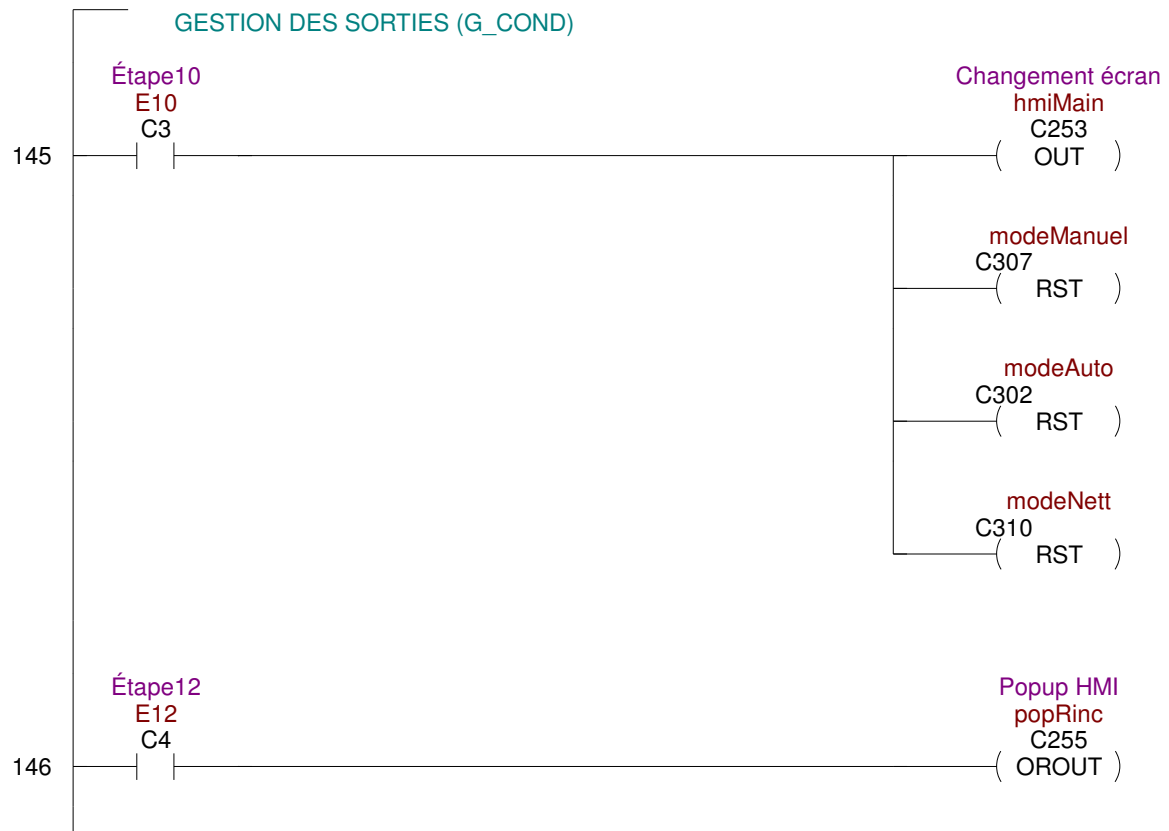 GESTION DES SORTIES (G_COND)
Étape10
E10
C3
Changement écran
hmiMain
C253
145
OUT
modeManuel
C307
RST
modeAuto
C302
RST
modeNett
C310
RST
Étape12
E12
C4
Popup HMI
popRinc
C255
146
OROUT